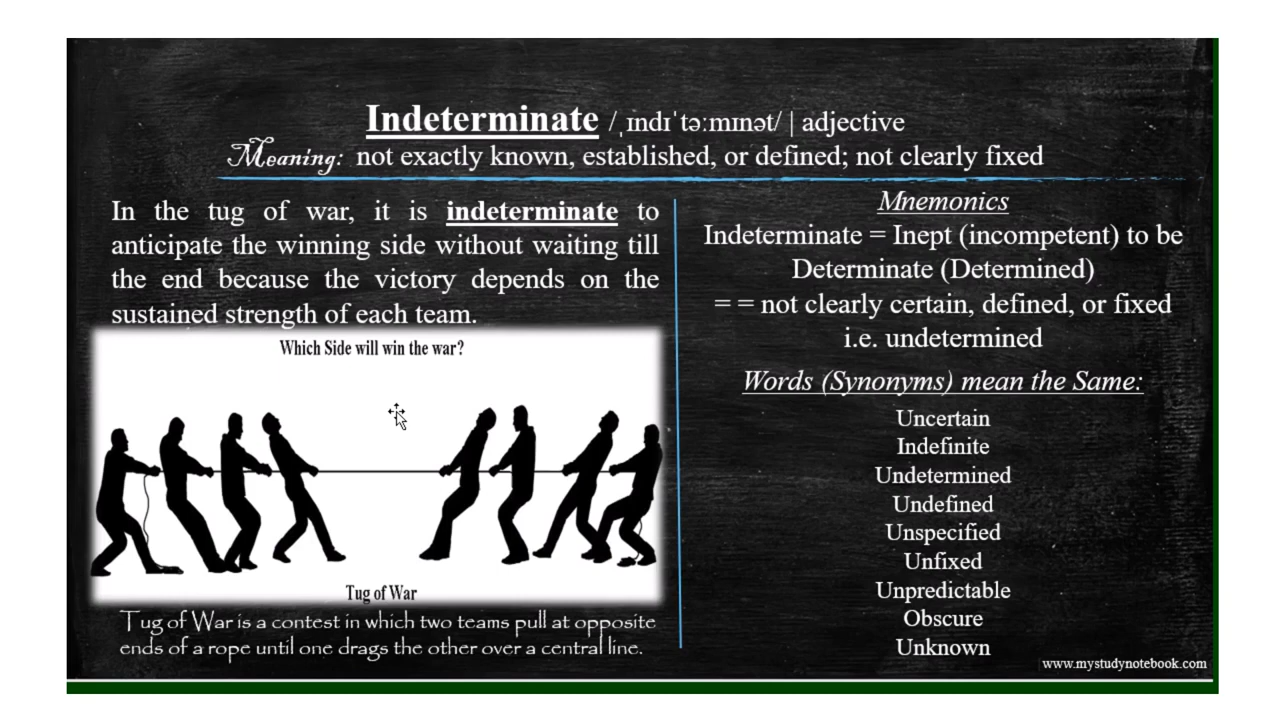 Indeterminate /ˌɪndɪˈtəːmɪnət/ | adjective
Meaning: not exactly known, established, or defined; not clearly fixed
In the tug of war, it is indeterminate to
anticipate the winning side without waiting till
the end because the victory depends on the
sustained strength of each team.
Which Side will win the war?
Tug of War
Tug of War is a contest in which two teams pull at opposite
ends of a rope until one drags the other over a central line.
Mnemonics
Indeterminate = Inept (incompetent) to be
Determinate (Determined)
= = not clearly certain, defined, or fixed
i.e. undetermined
Words (Synonyms) mean the Same:
Uncertain
Indefinite
Undetermined
Undefined
Unspecified
Unfixed
Unpredictable
Obscure
Unknown
www.mystudynotebook.com